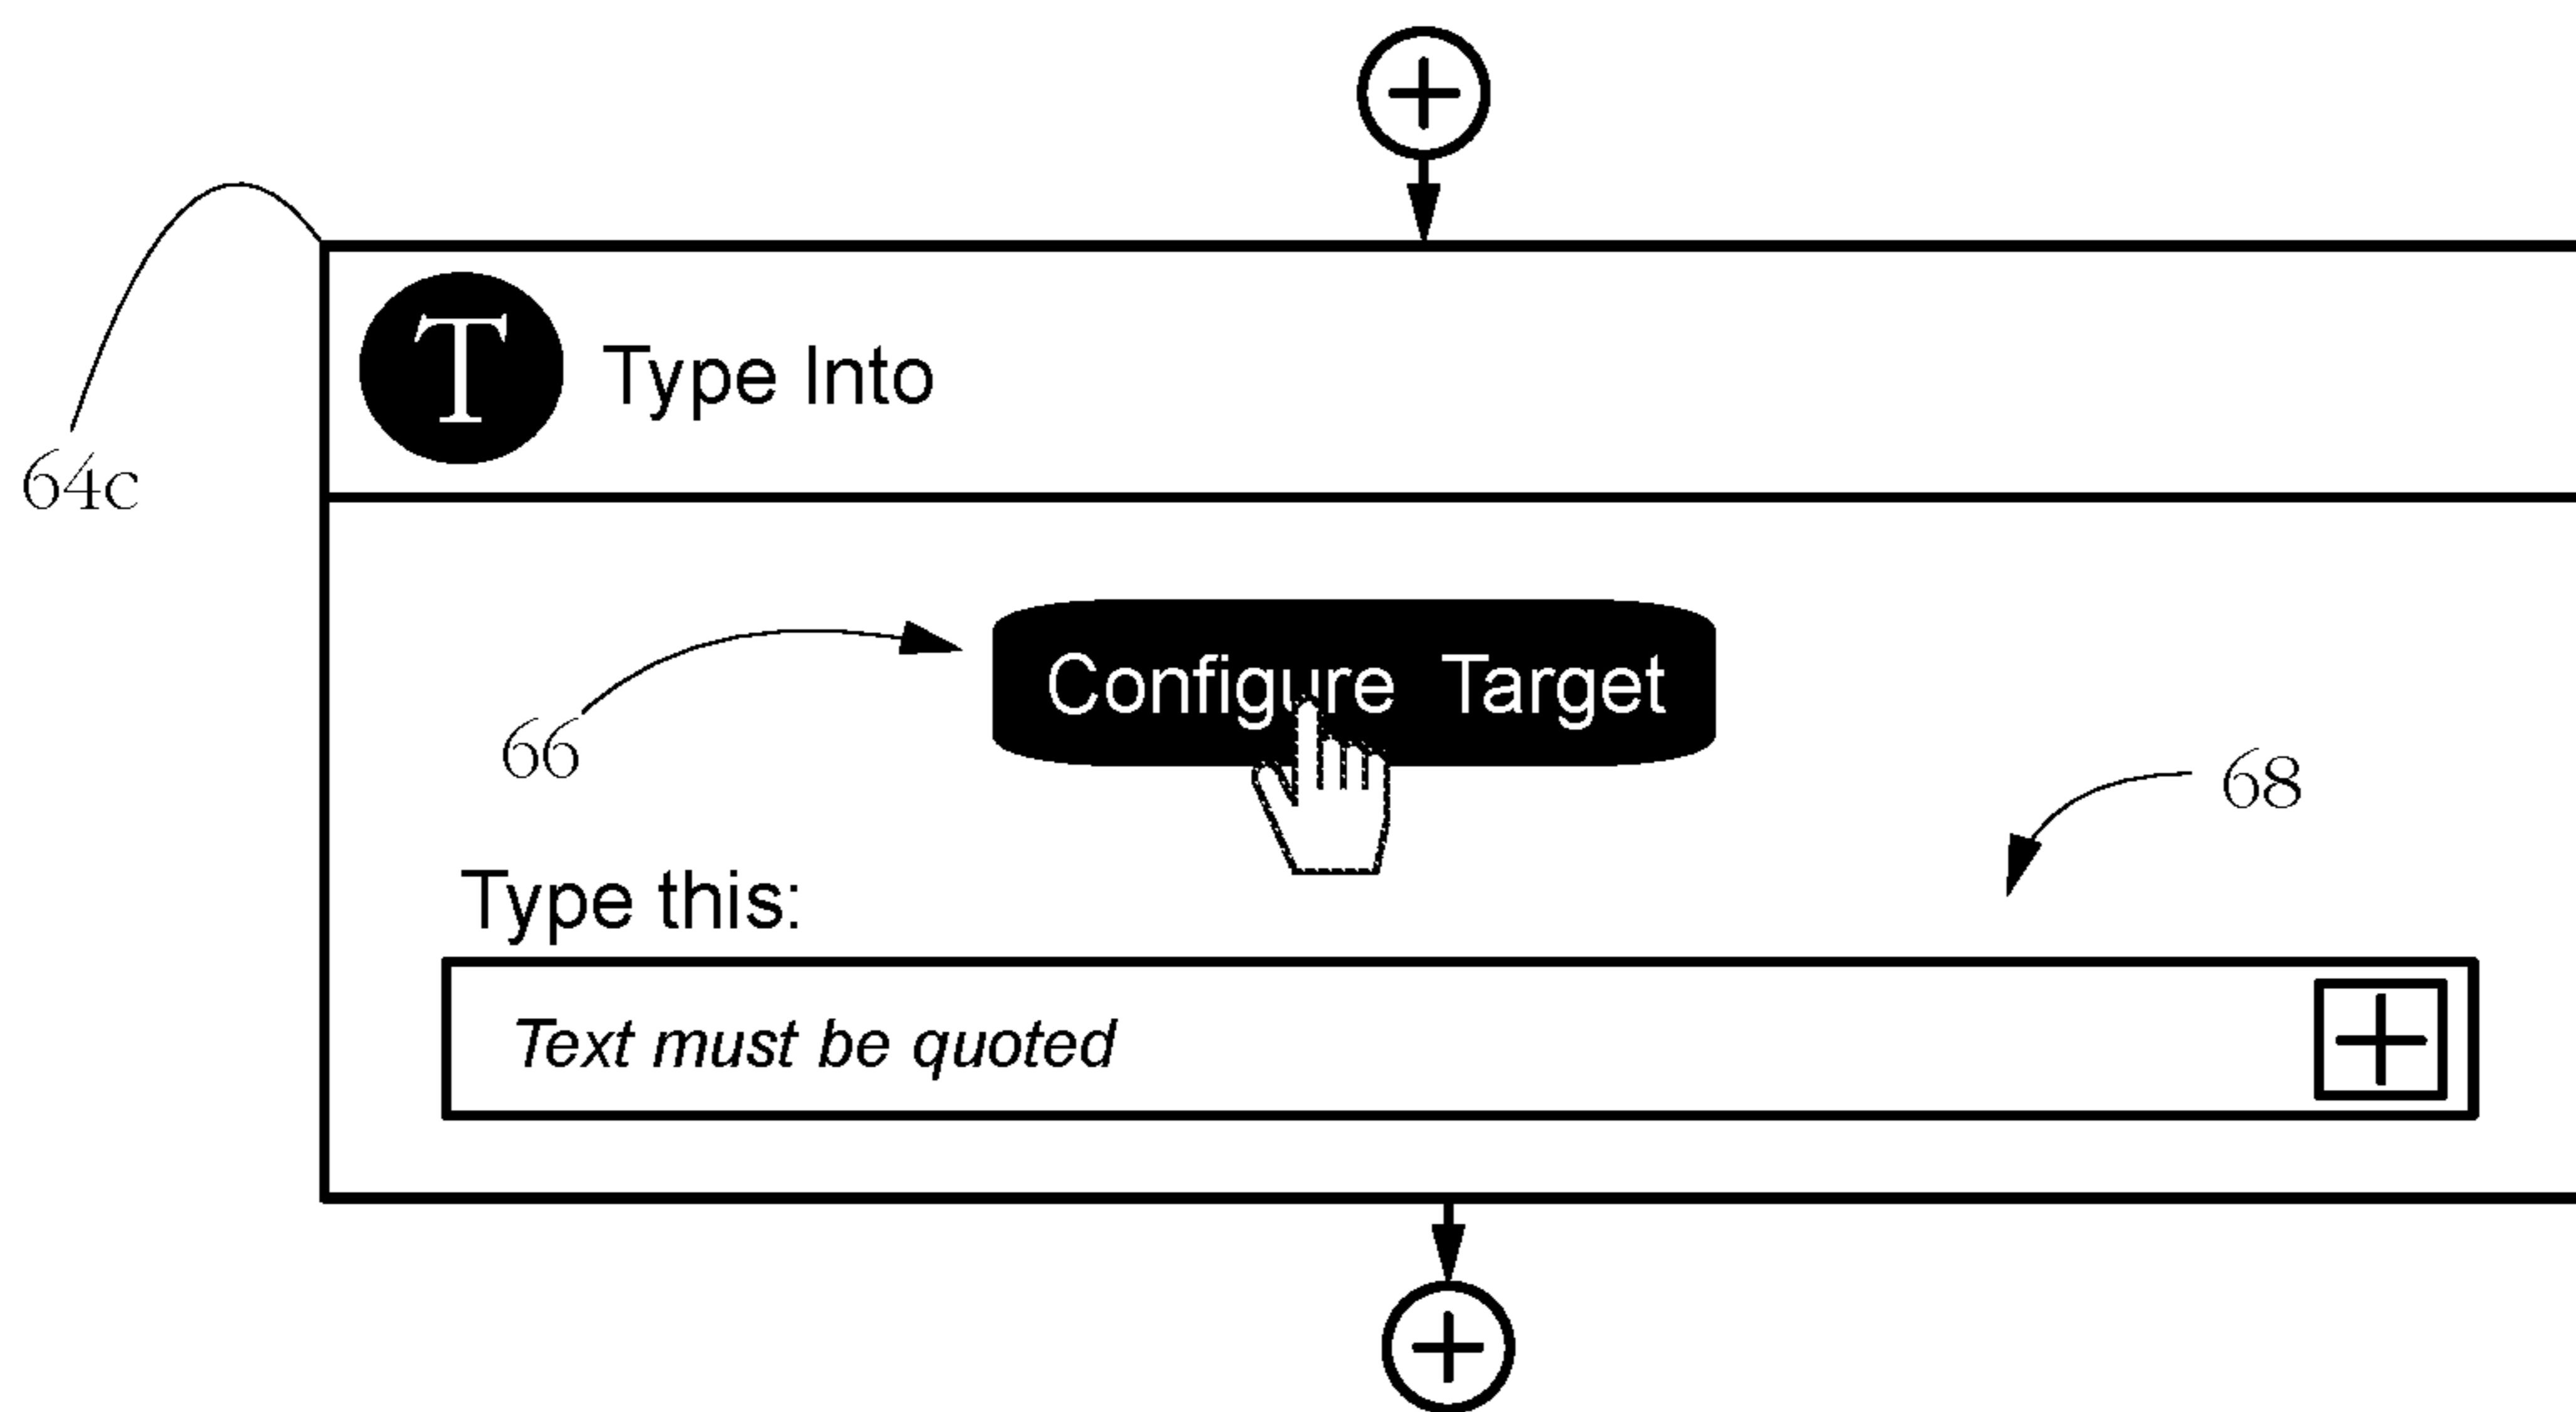 T Type Into
64c
Configure Target
66
68
Type this:
Text must be quoted